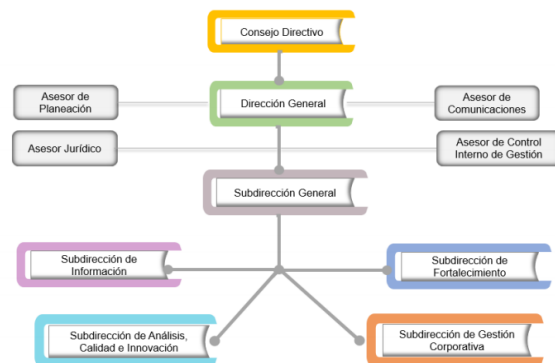 Consejo Directivo
Asesor de
Planeación
Dirección General
Asesor de
Comunicaciones
Asesor Jurídico
Asesor de Control
Interno de Gestión
Subdirección General
Subdirección de
Información
Subdirección de
Fortalecimiento
Subdirección de Análisis,
Calidad e Innovación
Subdirección de Gestión
Corporativa